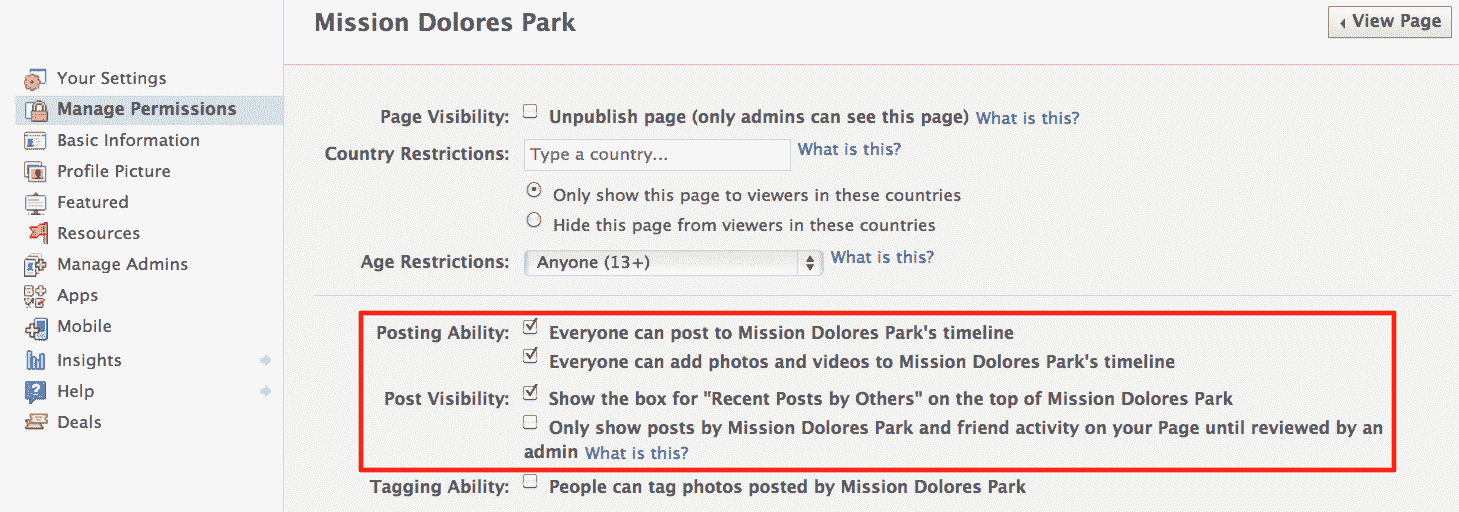 Mission Dolores Park
View Page
Your Settings
Manage Permissions
Basic Information
Profile Picture
Featured
Resources
Manage Admins
Apps
Mobile
Insights
Help
Deals
Page Visibility: Unpublish page (only admins can see this page) What is this?
Country Restrictions: Type a country... What is this?
Only show this page to viewers in these countries
Hide this page from viewers in these countries
Age Restrictions: Anyone (13+) What is this?
Posting Ability: Everyone can post to Mission Dolores Park's timeline
Everyone can add photos and videos to Mission Dolores Park's timeline
Post Visibility: Show the box for "Recent Posts by Others" on the top of Mission Dolores Park
Only show posts by Mission Dolores Park and friend activity on your Page until reviewed by an
admin What is this?
Tagging Ability: People can tag photos posted by Mission Dolores Park